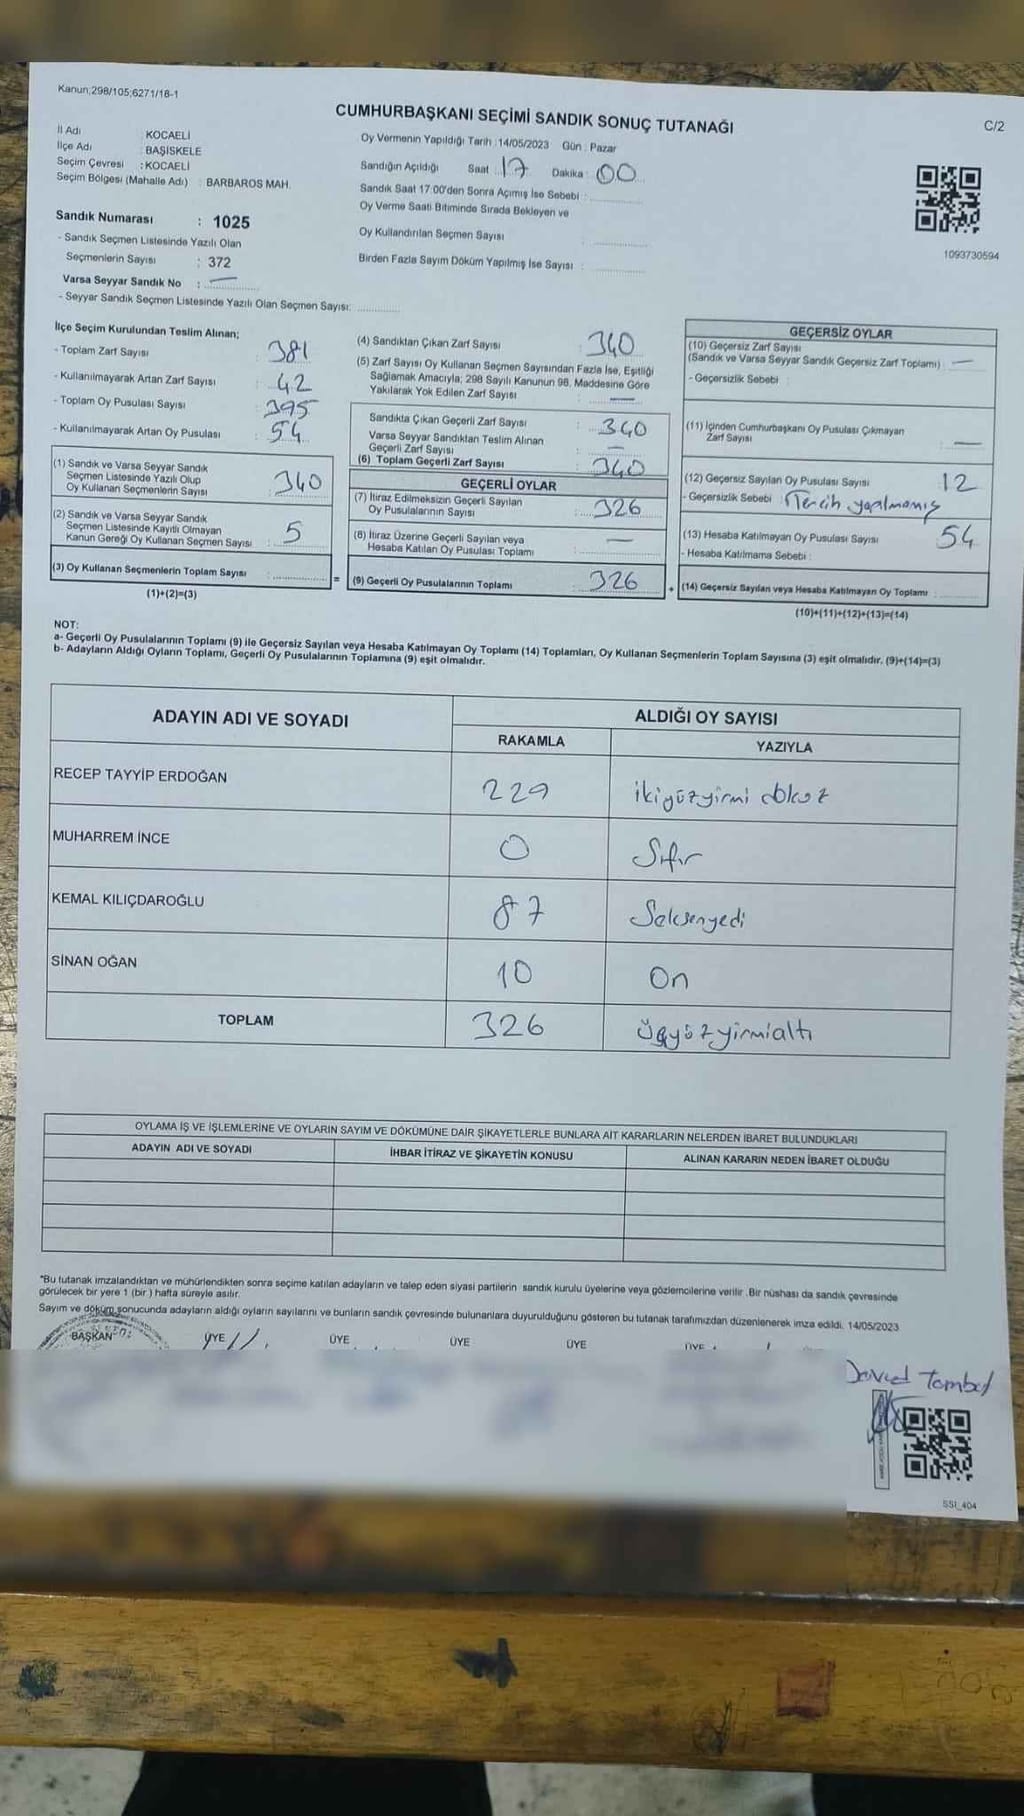 Kanun;298/105;6271/18-1
CUMHURBAŞKANI SEÇİMİ SANDIK SONUÇ TUTANAĞI
C/2
İl Adı : KOCAELİ
İlçe Adı : BAŞİSKELE
Seçim Çevresi : KOCAELİ
Seçim Bölgesi (Mahalle Adı) : BARBAROS MAH.
Oy Vermenin Yapıldığı Tarih : 14/05/2023 Gün : Pazar
Sandığın Açıldığı Saat : 17 Dakika : 00
Sandık Saat 17:00'den Sonra Açımış İse Sebebi :
Oy Verme Saati Bitiminde Sırada Bekleyen ve
Oy Kullandırılan Seçmen Sayısı :
Birden Fazla Sayım Döküm Yapılmış İse Sayısı :
1093730594
Sandık Numarası : 1025
- Sandık Seçmen Listesinde Yazılı Olan
Seçmenlerin Sayısı : 372
Varsa Seyyar Sandık No : —
- Seyyar Sandık Seçmen Listesinde Yazılı Olan Seçmen Sayısı:
İlçe Seçim Kurulundan Teslim Alınan;
- Toplam Zarf Sayısı : 381
- Kullanılmayarak Artan Zarf Sayısı : 42
- Toplam Oy Pusulası Sayısı : 395
- Kullanılmayarak Artan Oy Pusulası : 54
(1) Sandık ve Varsa Seyyar Sandık
Seçmen Listesinde Yazılı Olup
Oy Kullanan Seçmenlerin Sayısı : 340
(2) Sandık ve Varsa Seyyar Sandık
Seçmen Listesinde Kayıtlı Olmayan
Kanun Gereği Oy Kullanan Seçmen Sayısı : 5
(3) Oy Kullanan Seçmenlerin Toplam Sayısı :
(1)+(2)=(3)
=
(4) Sandıktan Çıkan Zarf Sayısı : 340
(5) Zarf Sayısı Oy Kullanan Seçmen Sayısından Fazla İse, Eşitliği
Sağlamak Amacıyla; 298 Sayılı Kanunun 98. Maddesine Göre
Yakılarak Yok Edilen Zarf Sayısı : —
Sandıkta Çıkan Geçerli Zarf Sayısı : 340
Varsa Seyyar Sandıktan Teslim Alınan
Geçerli Zarf Sayısı : —
(6) Toplam Geçerli Zarf Sayısı : 340
GEÇERLİ OYLAR
(7) İtiraz Edilmeksizin Geçerli Sayılan
Oy Pusulalarının Sayısı : 326
(8) İtiraz Üzerine Geçerli Sayılan veya
Hesaba Katılan Oy Pusulası Toplamı : —
(9) Geçerli Oy Pusulalarının Toplamı : 326
+
GEÇERSİZ OYLAR
(10) Geçersiz Zarf Sayısı
(Sandık ve Varsa Seyyar Sandık Geçersiz Zarf Toplamı) : —
- Geçersizlik Sebebi :
(11) İçinden Cumhurbaşkanı Oy Pusulası Çıkmayan
Zarf Sayısı : —
(12) Geçersiz Sayılan Oy Pusulası Sayısı : 12
- Geçersizlik Sebebi : Tercih yapılmamış
(13) Hesaba Katılmayan Oy Pusulası Sayısı : 54
- Hesaba Katılmama Sebebi :
(14) Geçersiz Sayılan veya Hesaba Katılmayan Oy Toplamı :
(10)+(11)+(12)+(13)=(14)
NOT:
a- Geçerli Oy Pusulalarının Toplamı (9) ile Geçersiz Sayılan veya Hesaba Katılmayan Oy Toplamı (14) Toplamları, Oy Kullanan Seçmenlerin Toplam Sayısına (3) eşit olmalıdır. (9)+(14)=(3)
b- Adayların Aldığı Oyların Toplamı, Geçerli Oy Pusulalarının Toplamına (9) eşit olmalıdır.
ADAYIN ADI VE SOYADI ALDIĞI OY SAYISI
RAKAMLA YAZIYLA
RECEP TAYYİP ERDOĞAN 229 ikiyüzyirmi dokuz
MUHARREM İNCE 0 Sıfır
KEMAL KILIÇDAROĞLU 87 Seksenyedi
SİNAN OĞAN 10 On
TOPLAM 326 üçyüzyirmialtı
OYLAMA İŞ VE İŞLEMLERİNE VE OYLARIN SAYIM VE DÖKÜMÜNE DAİR ŞİKAYETLERLE BUNLARA AİT KARARLARIN NELERDEN İBARET BULUNDUKLARI
ADAYIN ADI VE SOYADI İHBAR İTİRAZ VE ŞİKAYETİN KONUSU ALINAN KARARIN NEDEN İBARET OLDUĞU
*Bu tutanak imzalandıktan ve mühürlendikten sonra seçime katılan adayların ve talep eden siyasi partilerin sandık kurulu üyelerine veya gözlemcilerine verilir. Bir nüshası da sandık çevresinde
görülecek bir yere 1 (bir ) hafta süreyle asılır.
Sayım ve döküm sonucunda adayların aldığı oyların sayılarını ve bunların sandık çevresinde bulunanlara duyurulduğunu gösteren bu tutanak tarafımızdan düzenlenerek imza edildi. 14/05/2023
BAŞKAN ÜYE ÜYE ÜYE ÜYE ÜYE
Tombul
SSI_404